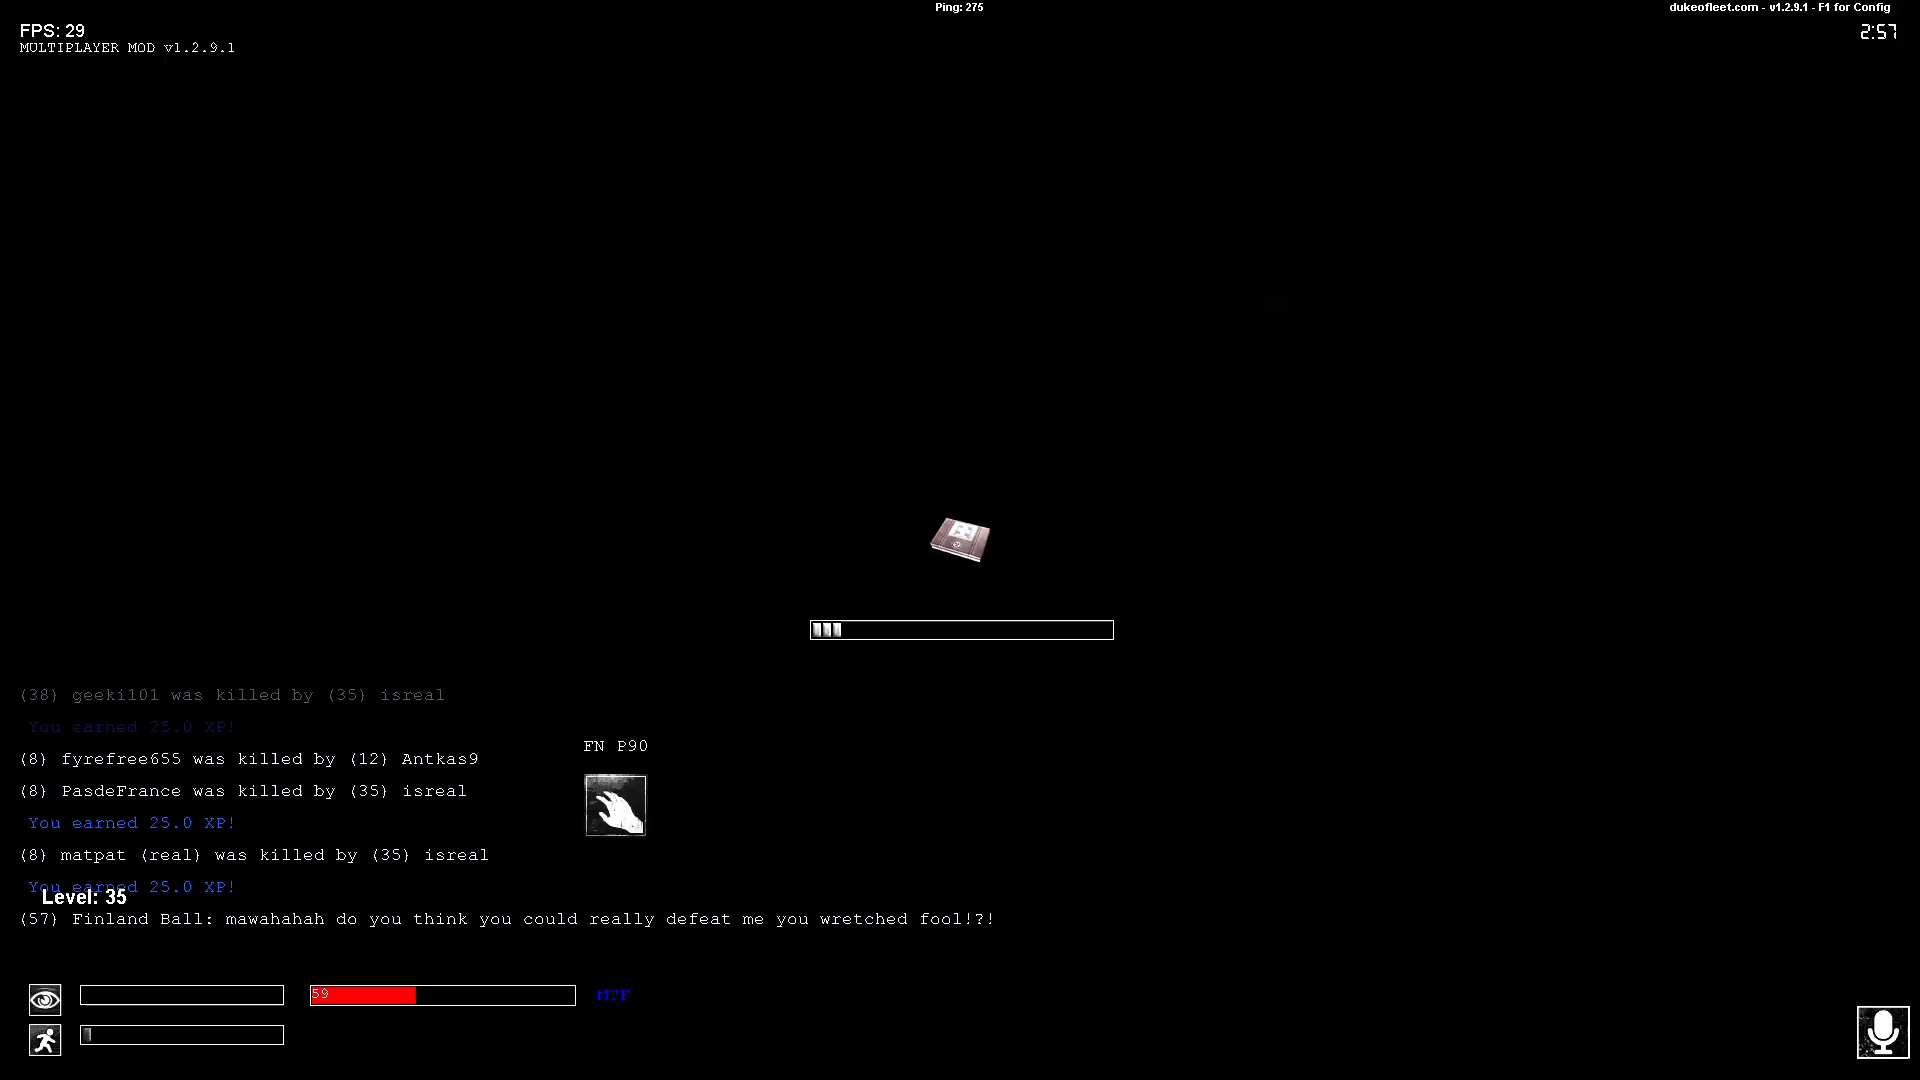 Ping: 275
dukeofleet.com - v1.2.9.1 - F1 for Config
FPS: 29
MULTIPLAYER MOD v1.2.9.1
2:57
(38) geeki101 was killed by (35) isreal
You earned 25.0 XP!
FN P90
(8) fyrefree655 was killed by (12) Antkas9
(8) PasdeFrance was killed by (35) isreal
You earned 25.0 XP!
(8) matpat (real) was killed by (35) isreal
You earned 25.0 XP!
Level: 35
(57) Finland Ball: mawahahah do you think you could really defeat me you wretched fool!?!
59
MTF